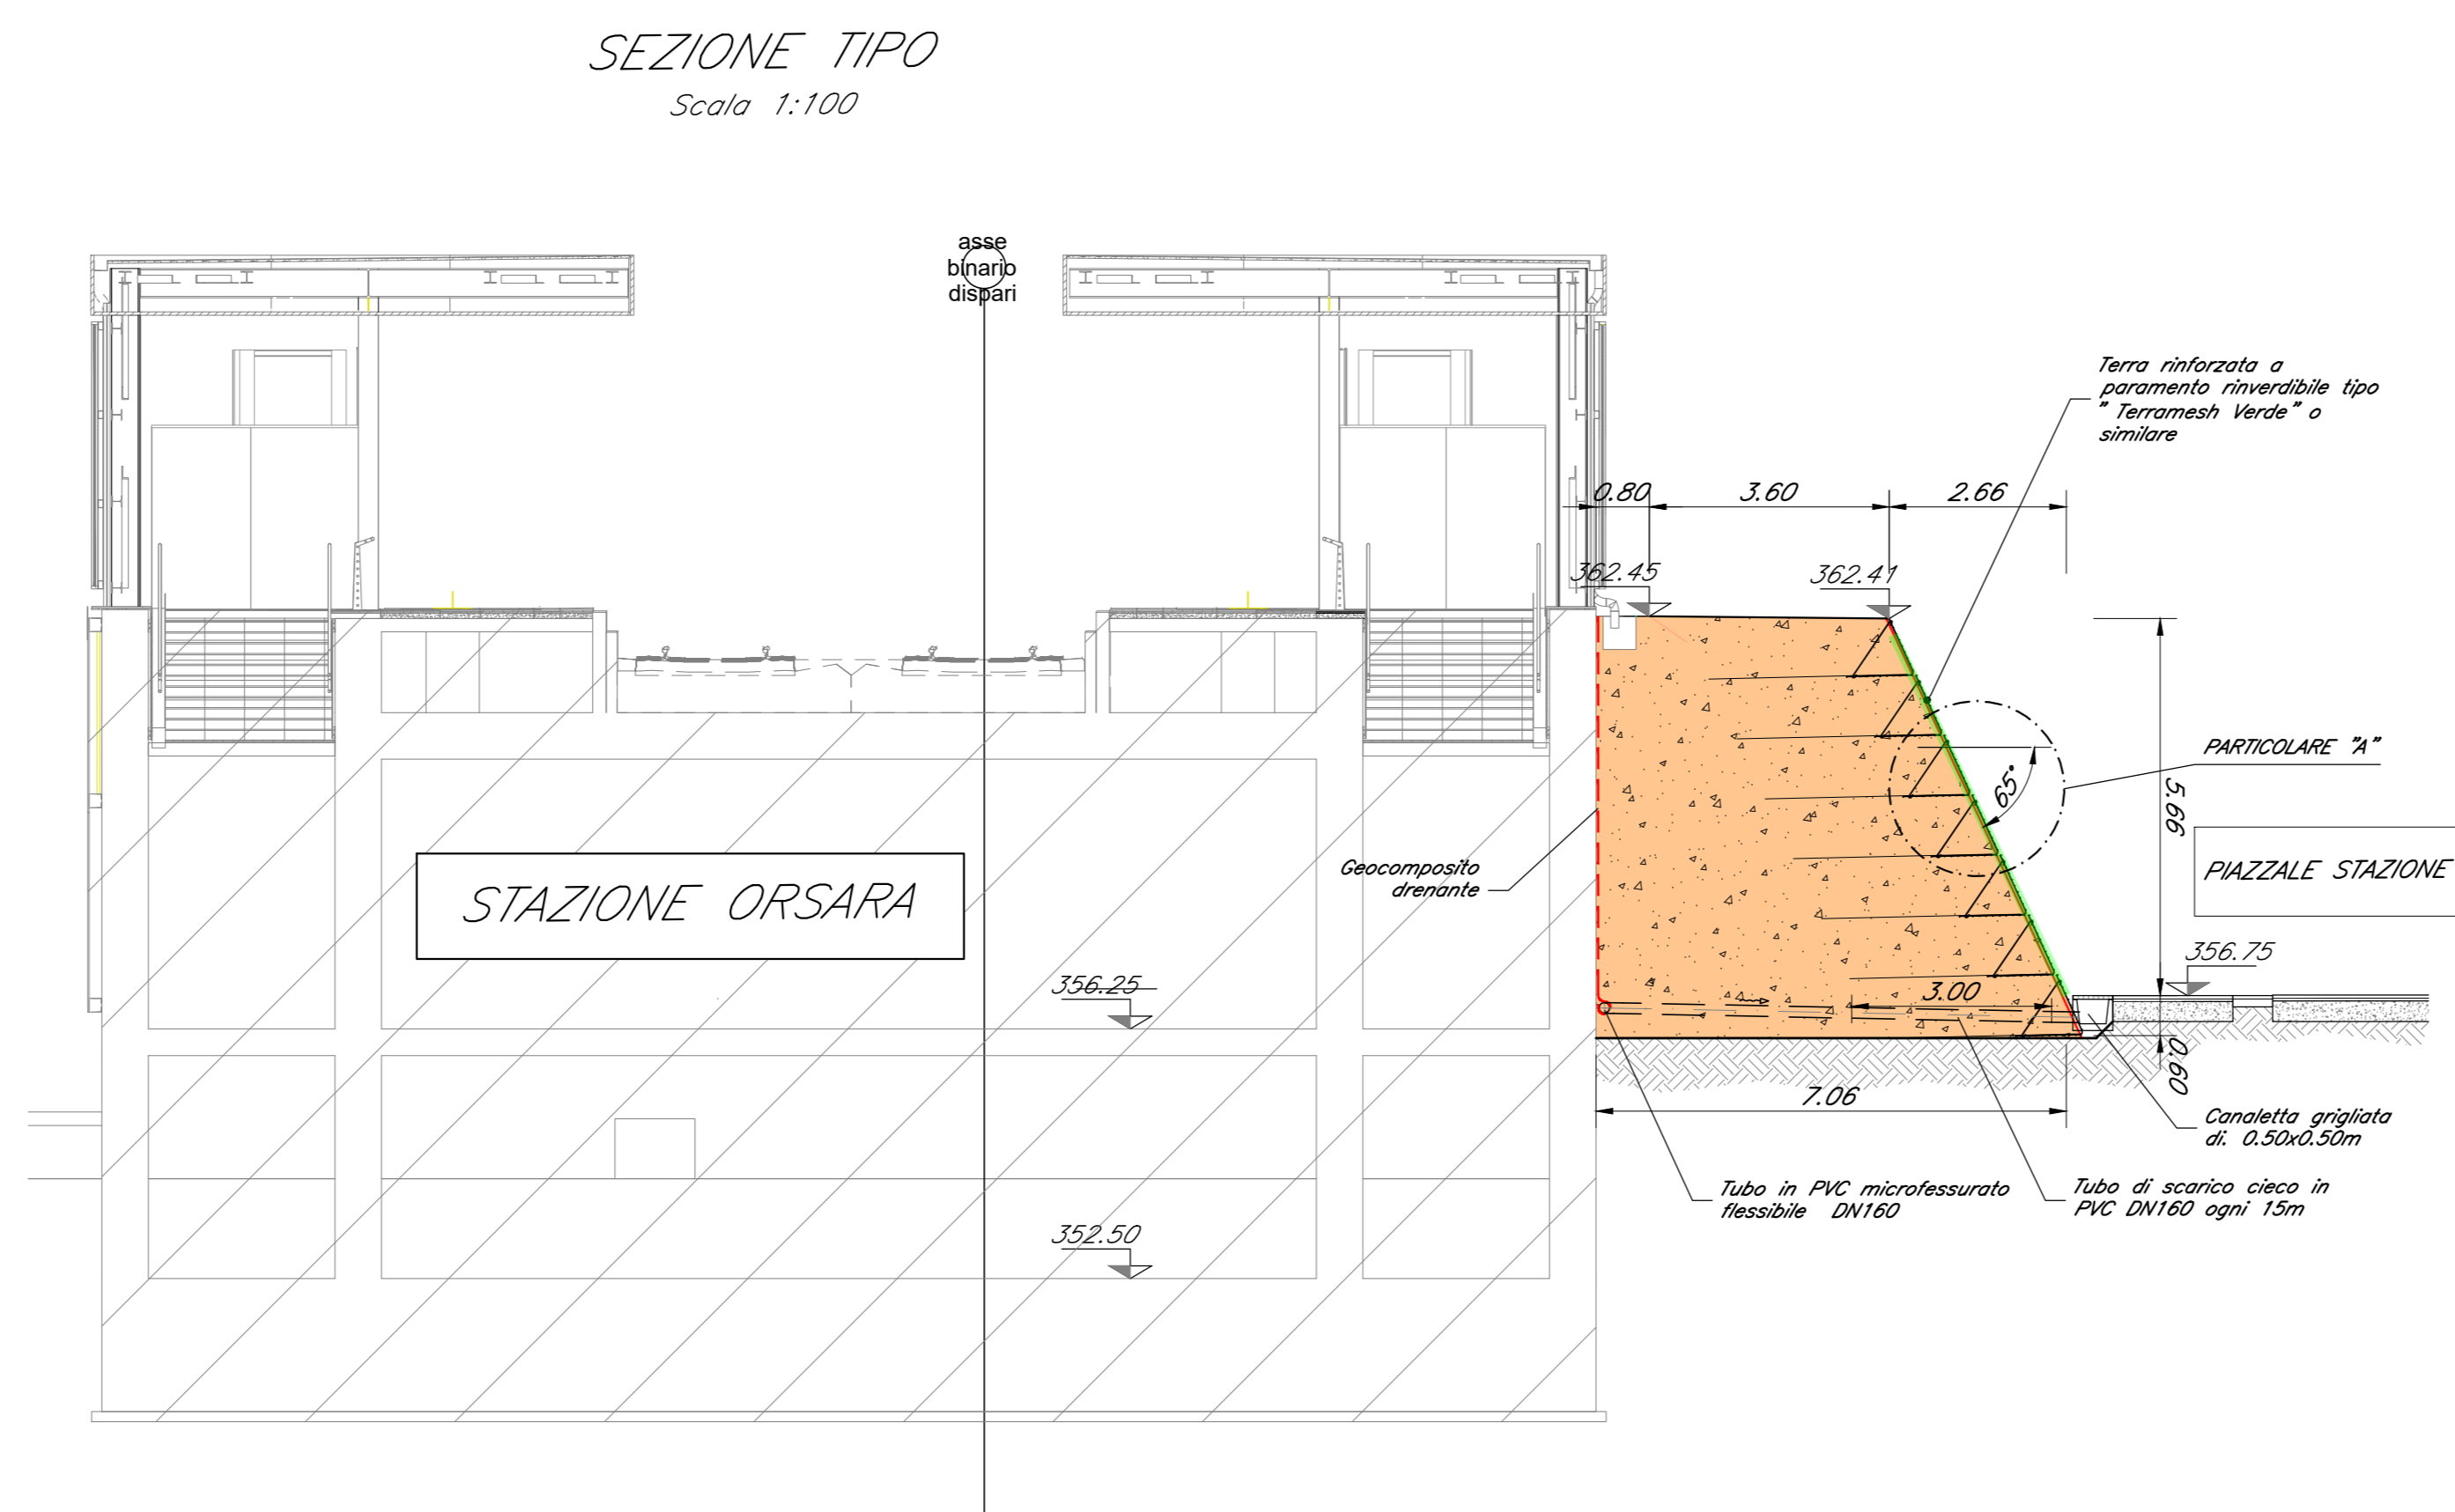 SEZIONE TIPO
Scala 1:100
asse
binario
dispari
Terra rinforzata a
paramento rinverdibile tipo
" Terramesh Verde" o
similare
0.80
3.60
2.66
362.45
362.41
PARTICOLARE "A"
65°
5.66
Geocomposito
drenante
PIAZZALE STAZIONE
STAZIONE ORSARA
356.75
356.25
3.00
0.60
7.06
Canaletta grigliata
di. 0.50x0.50m
Tubo in PVC microfessurato
flessibile DN160
Tubo di scarico cieco in
PVC DN160 ogni 15m
352.50